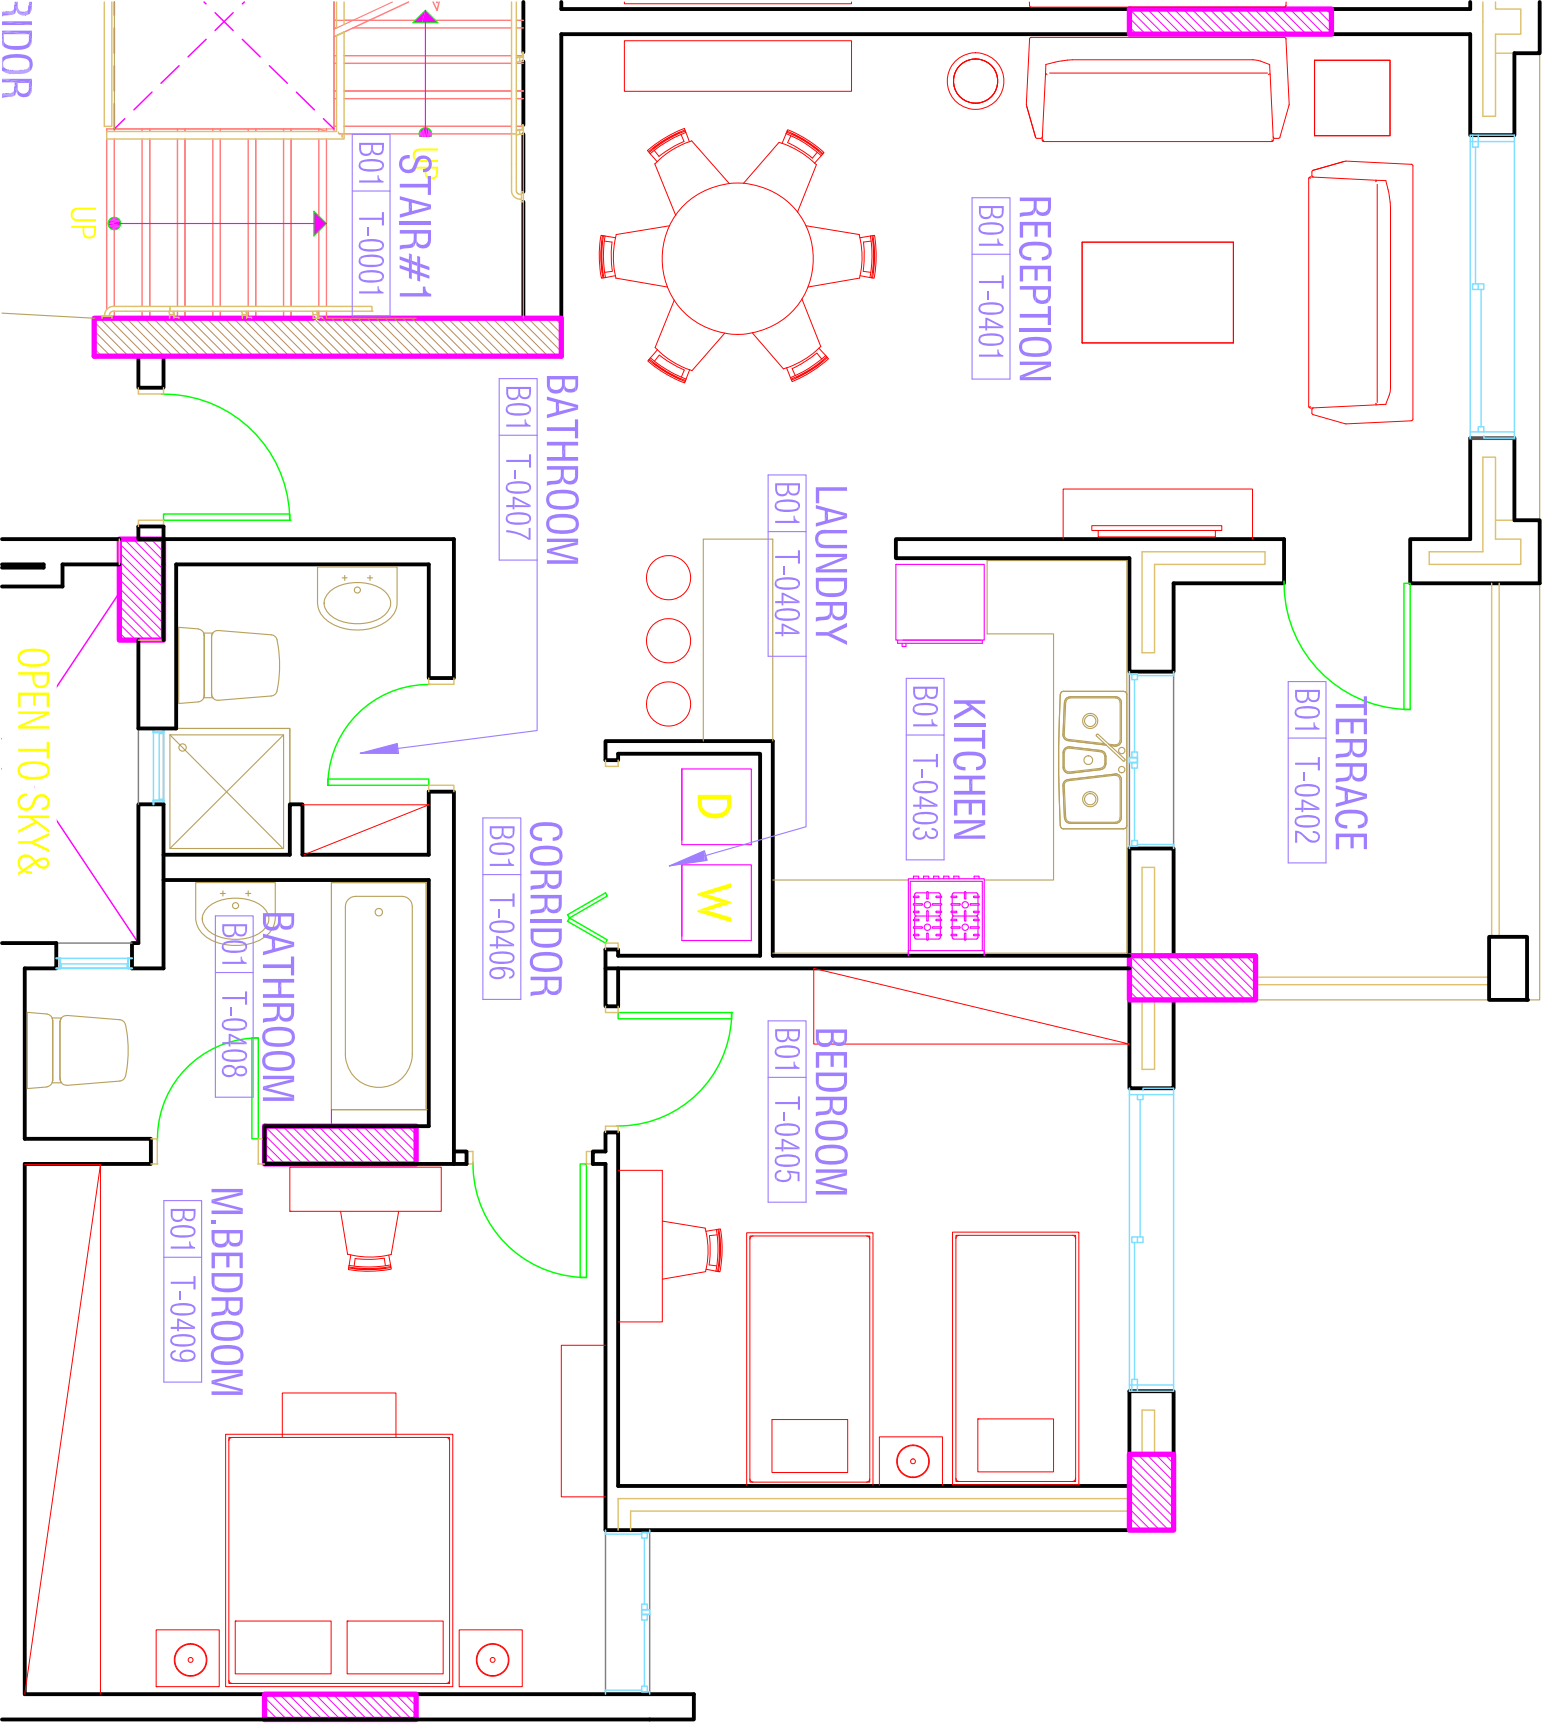 RIDOR
UP
STAIR#1
B01 T-0001
UP
RECEPTION
B01 T-0401
BATHROOM
B01 T-0407
LAUNDRY
B01 T-0404
TERRACE
B01 T-0402
KITCHEN
B01 T-0403
OPEN TO SKY&
D
W
CORRIDOR
B01 T-0406
BATHROOM
B01 T-0408
BEDROOM
B01 T-0405
M.BEDROOM
B01 T-0409